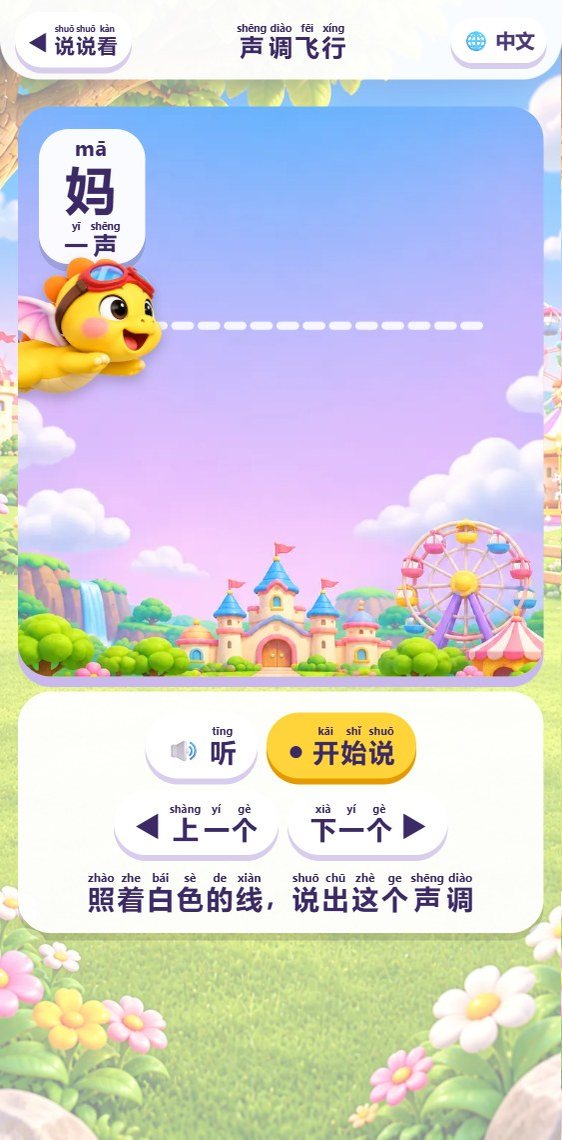 shuō shuō kàn
说说看
shēng diào fēi xíng
声调飞行
中文
mā
妈
yī shēng
一声
tīng
听
kāi shǐ shuō
开始说
shàng yí gè
上一个
xià yí gè
下一个
zhào zhe bái sè de xiàn shuō chū zhè ge shēng diào
照着白色的线，说出这个声调